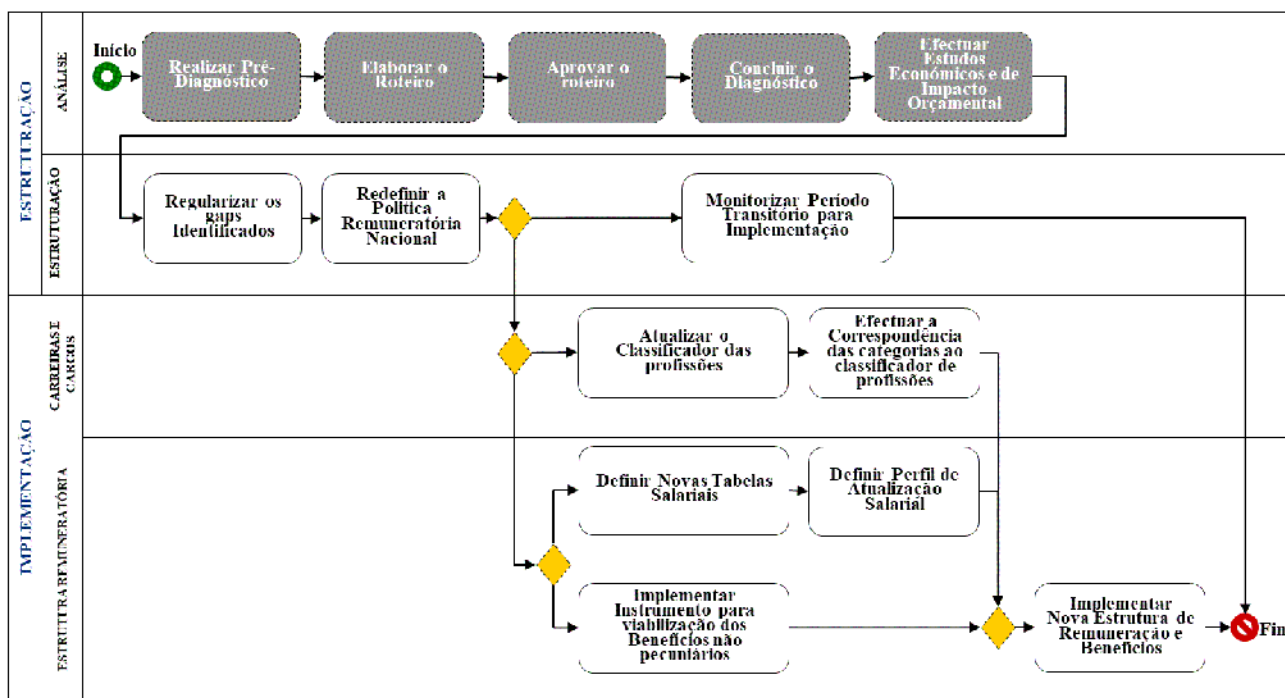 ESTRUTURAÇÃO
ANÁLASE
Início
Realizar Pré-
Diagnóstico
Elaborar o
Roteiro
Aprovar o
roteiro
Concluir o
Diagnóstico
Efectuar
Estudos
Económicos e de
Impacto
Orçamental
ESTRUTURAÇÃO
Regularizar os
gaps
Identificados
Redefinir a
Política
Remuneratória
Nacional
Monitorizar Período
Transitório para
Implementação
IMPLEMENTAÇÃO
CARREIRAS E
CARGOS
Atualizar o
Classificador das
profissões
Efectuar a
Correspondência
das categorias ao
classificador de
profissões
ESTRUTURA REMUNERATÓRIA
Definir Novas Tabelas
Salariais
Definir Perfil de
Atualização
Salarial
Implementar
Instrumento para
viabilização dos
Benefícios não
pecuniários
Implementar
Nova Estrutura de
Remuneração e
Benefícios
Fim